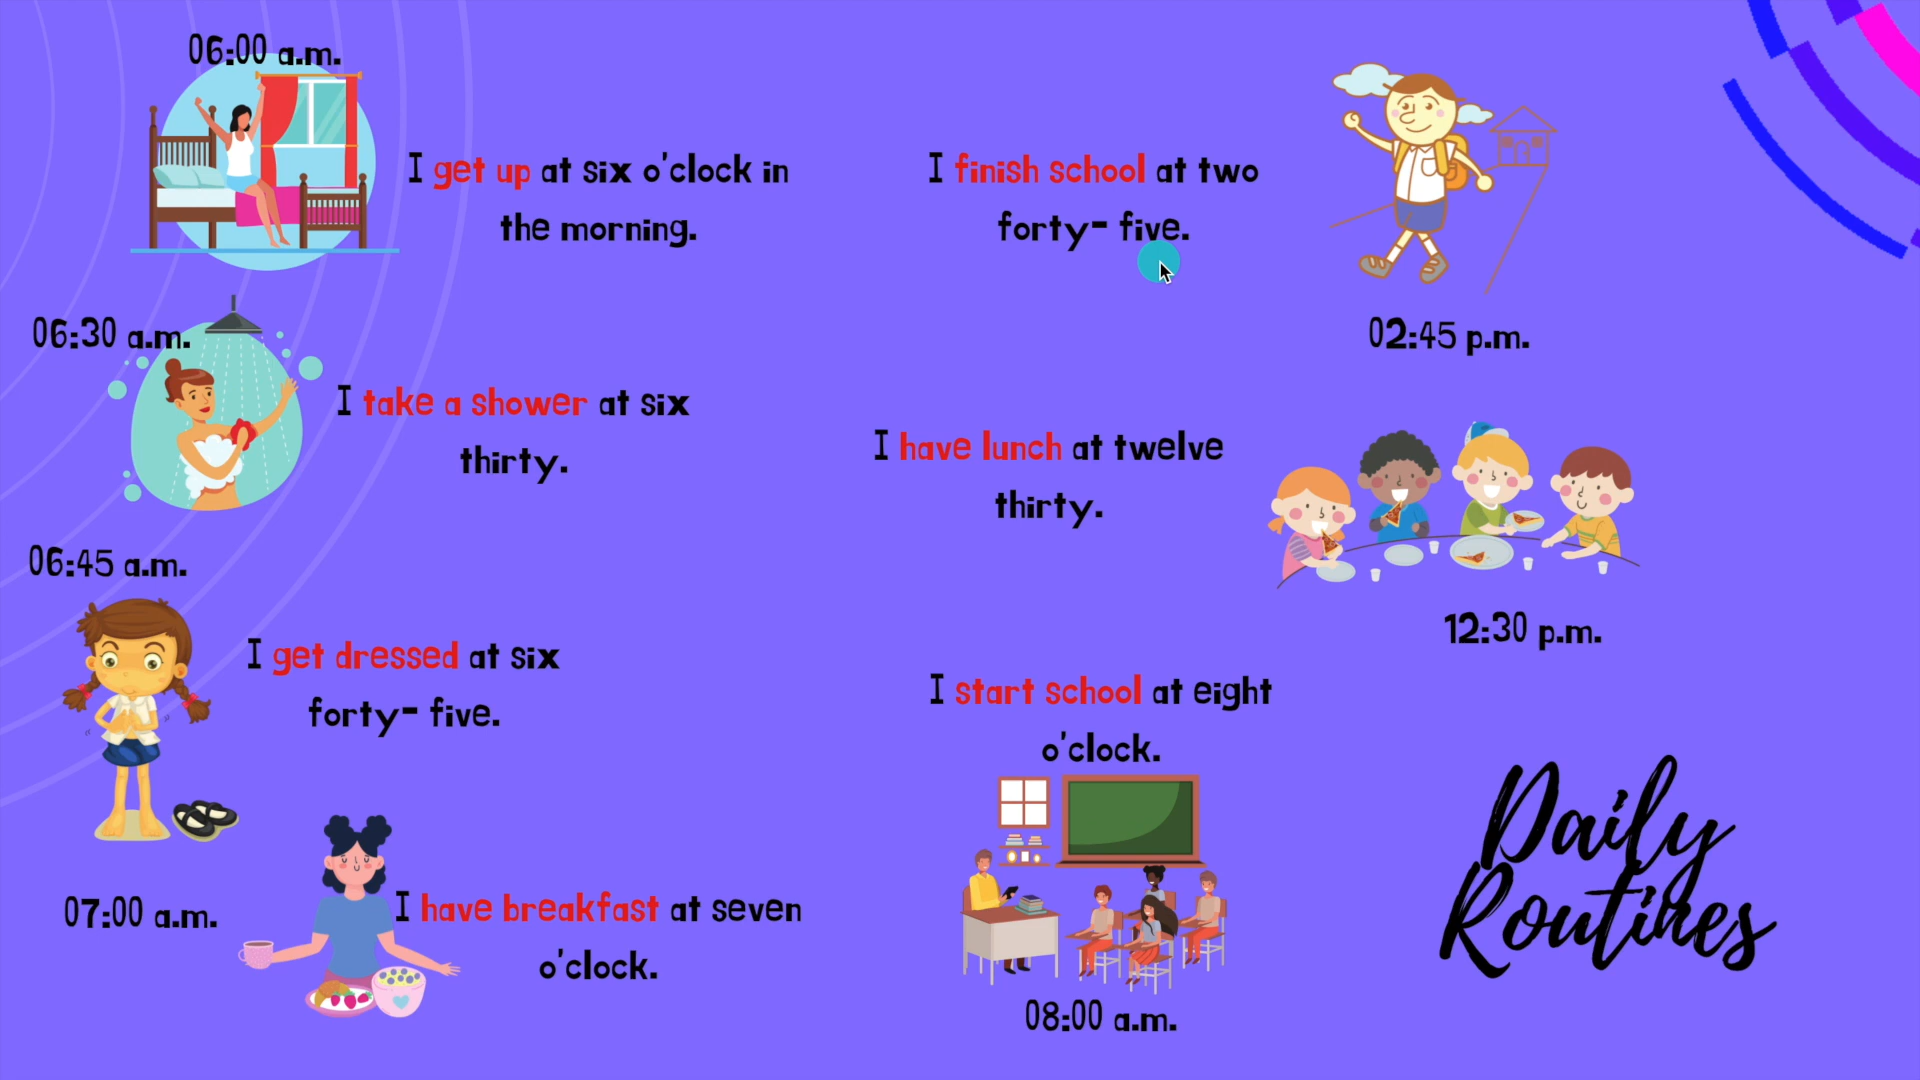 06:00 a.m.
I get up at six o'clock in
the morning.
06:30 a.m.
I take a shower at six
thirty.
06:45 a.m.
I get dressed at six
forty- five.
07:00 a.m.
I have breakfast at seven
o'clock.
I finish school at two
forty- five.
02:45 p.m.
I have lunch at twelve
thirty.
12:30 p.m.
I start school at eight
o'clock.
08:00 a.m.
Daily
Routines